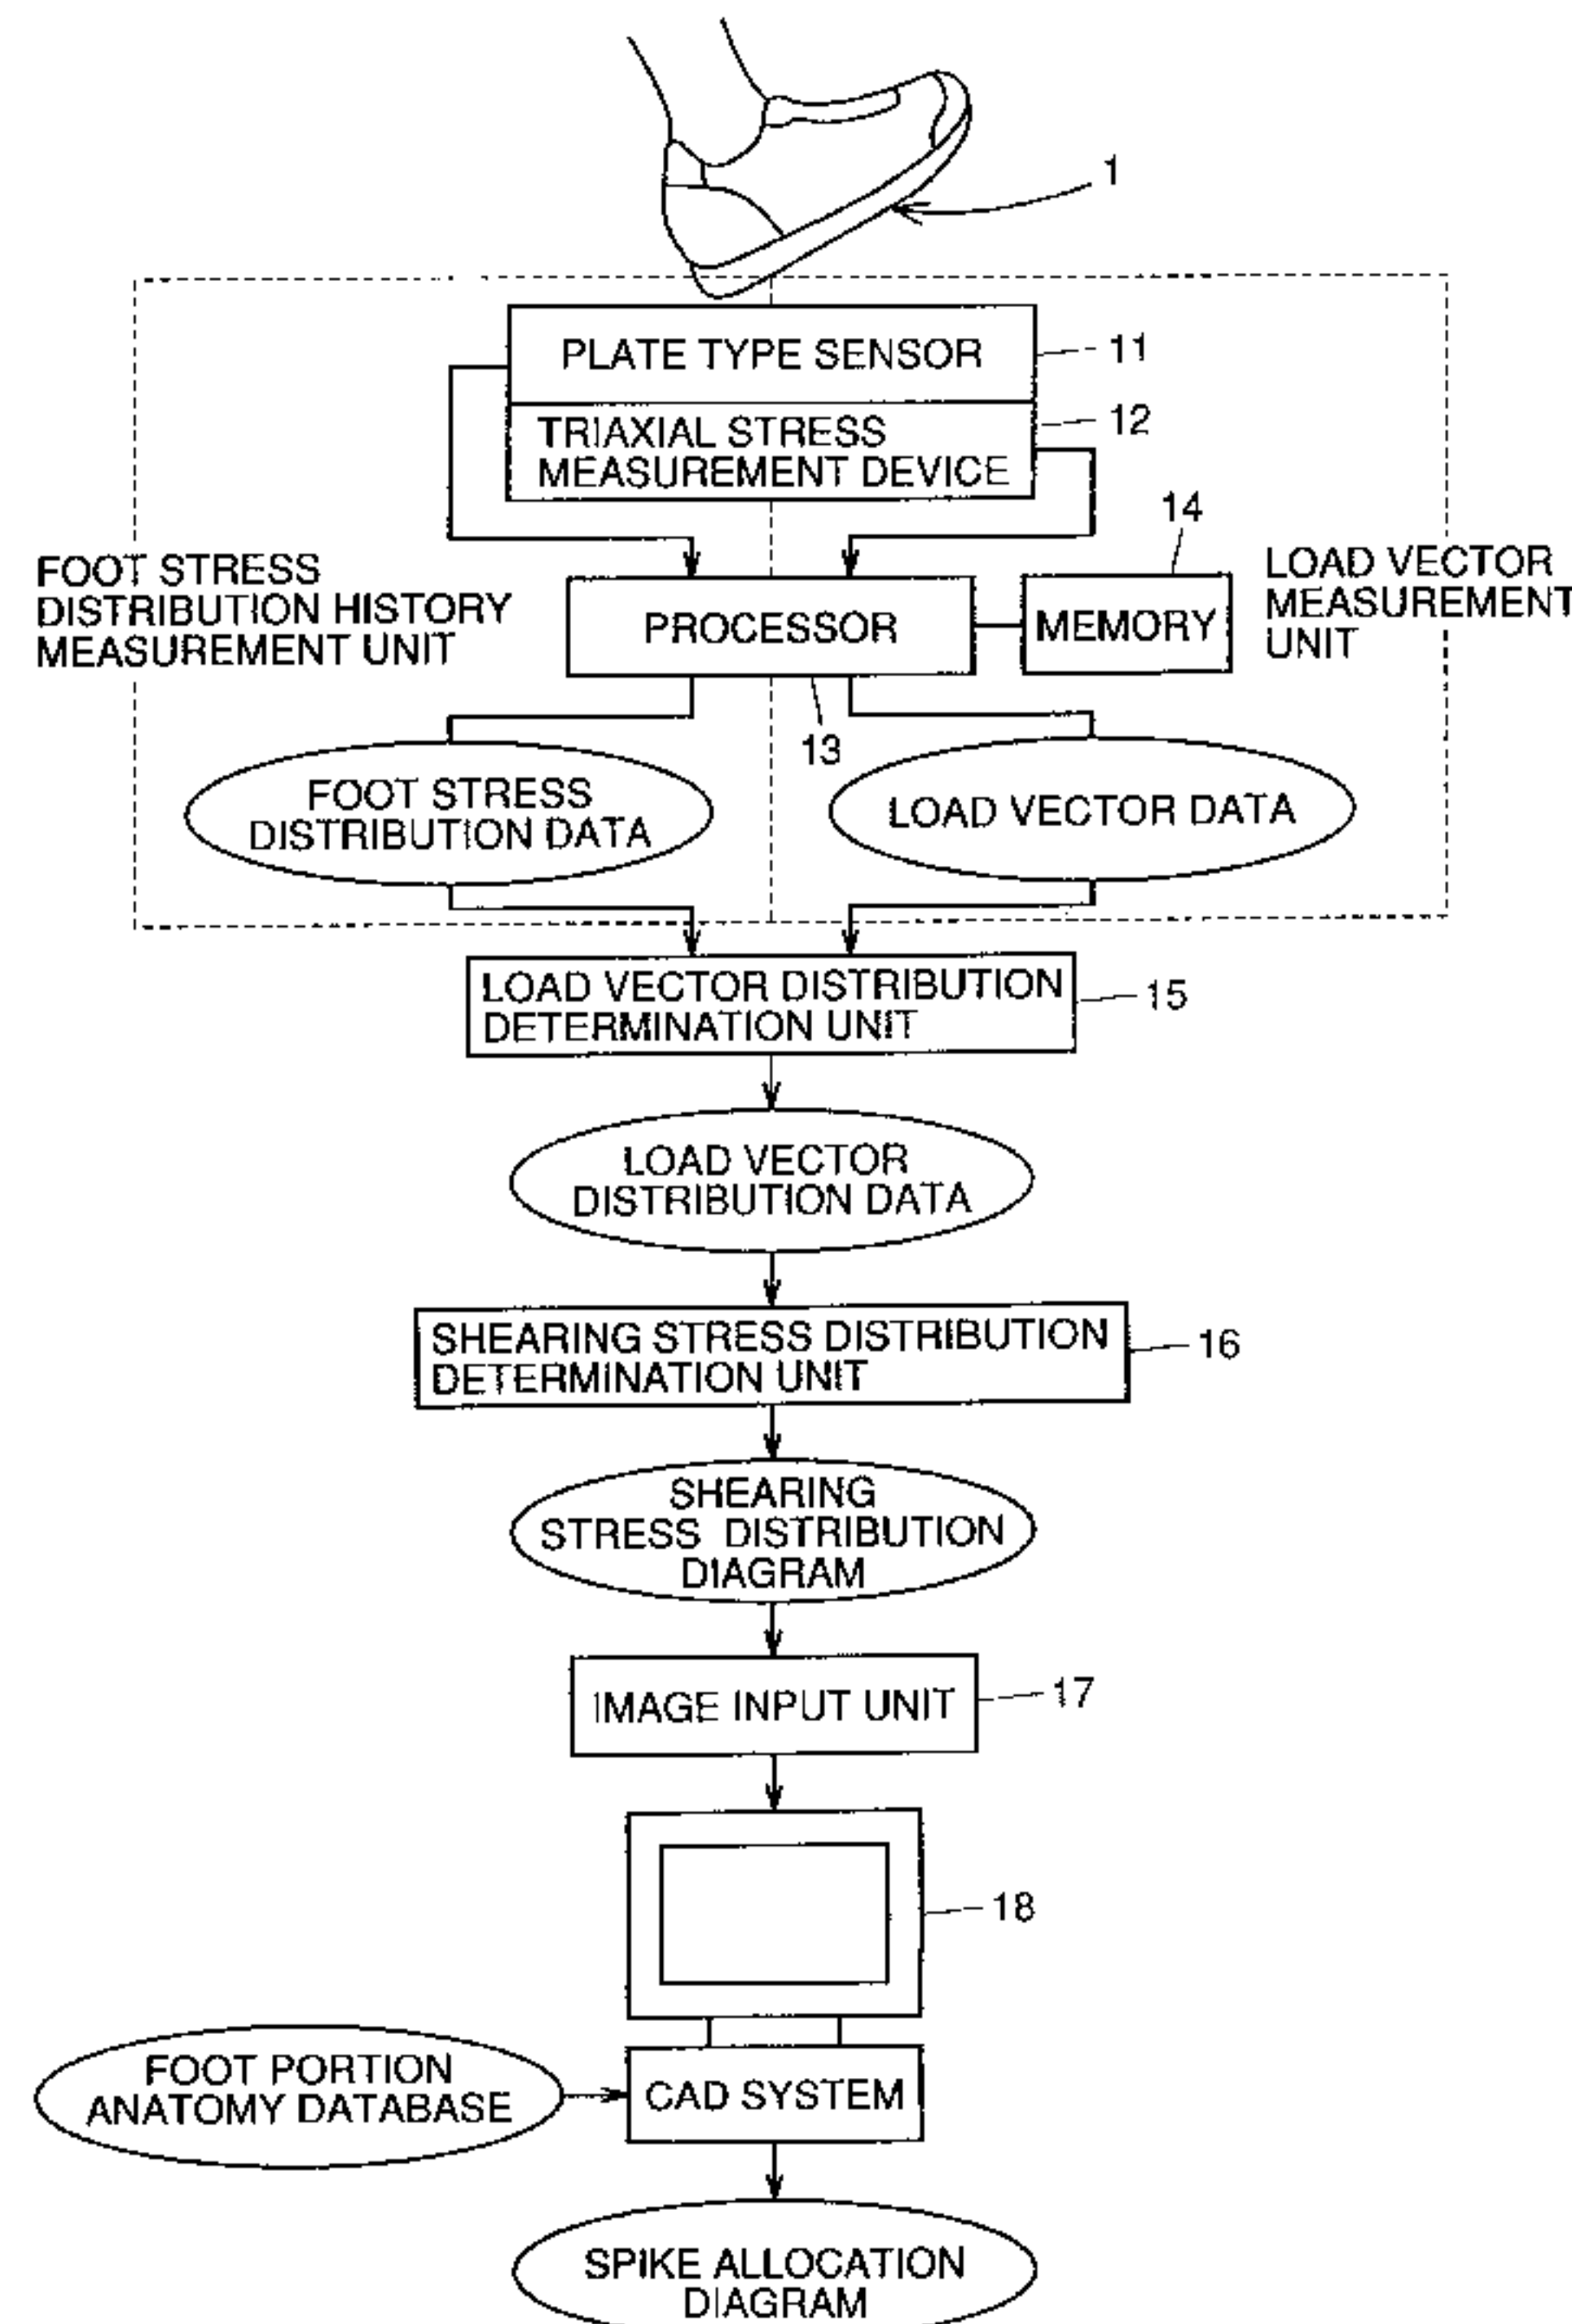 1
PLATE TYPE SENSOR
11
TRIAXIAL STRESS
MEASUREMENT DEVICE
12
14
FOOT STRESS
DISTRIBUTION HISTORY
MEASUREMENT UNIT
PROCESSOR
MEMORY
LOAD VECTOR
MEASUREMENT
UNIT
13
FOOT STRESS
DISTRIBUTION DATA
LOAD VECTOR DATA
LOAD VECTOR DISTRIBUTION
DETERMINATION UNIT
15
LOAD VECTOR
DISTRIBUTION DATA
SHEARING STRESS DISTRIBUTION
DETERMINATION UNIT
16
SHEARING
STRESS DISTRIBUTION
DIAGRAM
IMAGE INPUT UNIT
17
18
FOOT PORTION
ANATOMY DATABASE
CAD SYSTEM
SPIKE ALLOCATION
DIAGRAM